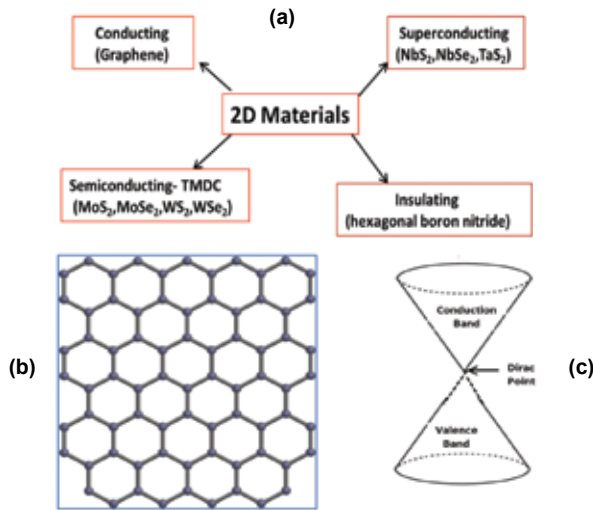 (a)
Conducting
(Graphene)
Superconducting
(NbS₂,NbSe₂,TaS₂)
2D Materials
Semiconducting- TMDC
(MoS₂,MoSe₂,WS₂,WSe₂)
Insulating
(hexagonal boron nitride)
(b)
Conduction
Band
Dirac
Point
(c)
Valence
Band